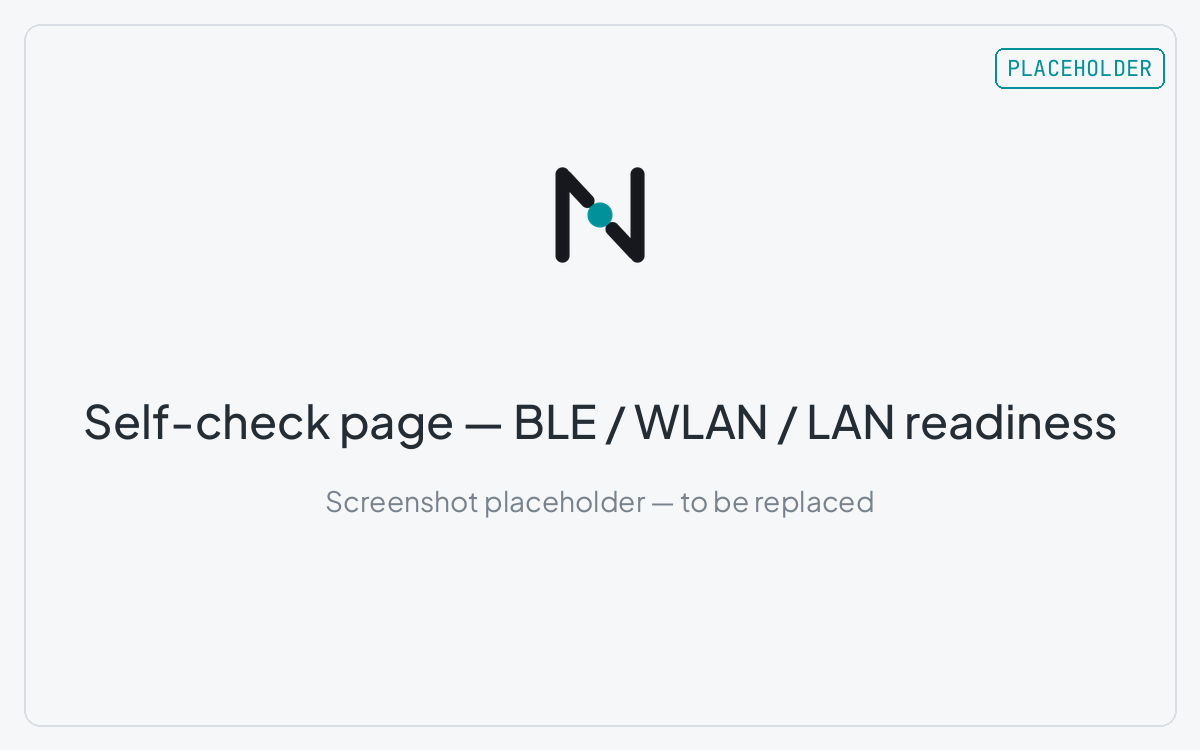 PLACEHOLDER
Self-check page — BLE / WLAN / LAN readiness
Screenshot placeholder — to be replaced